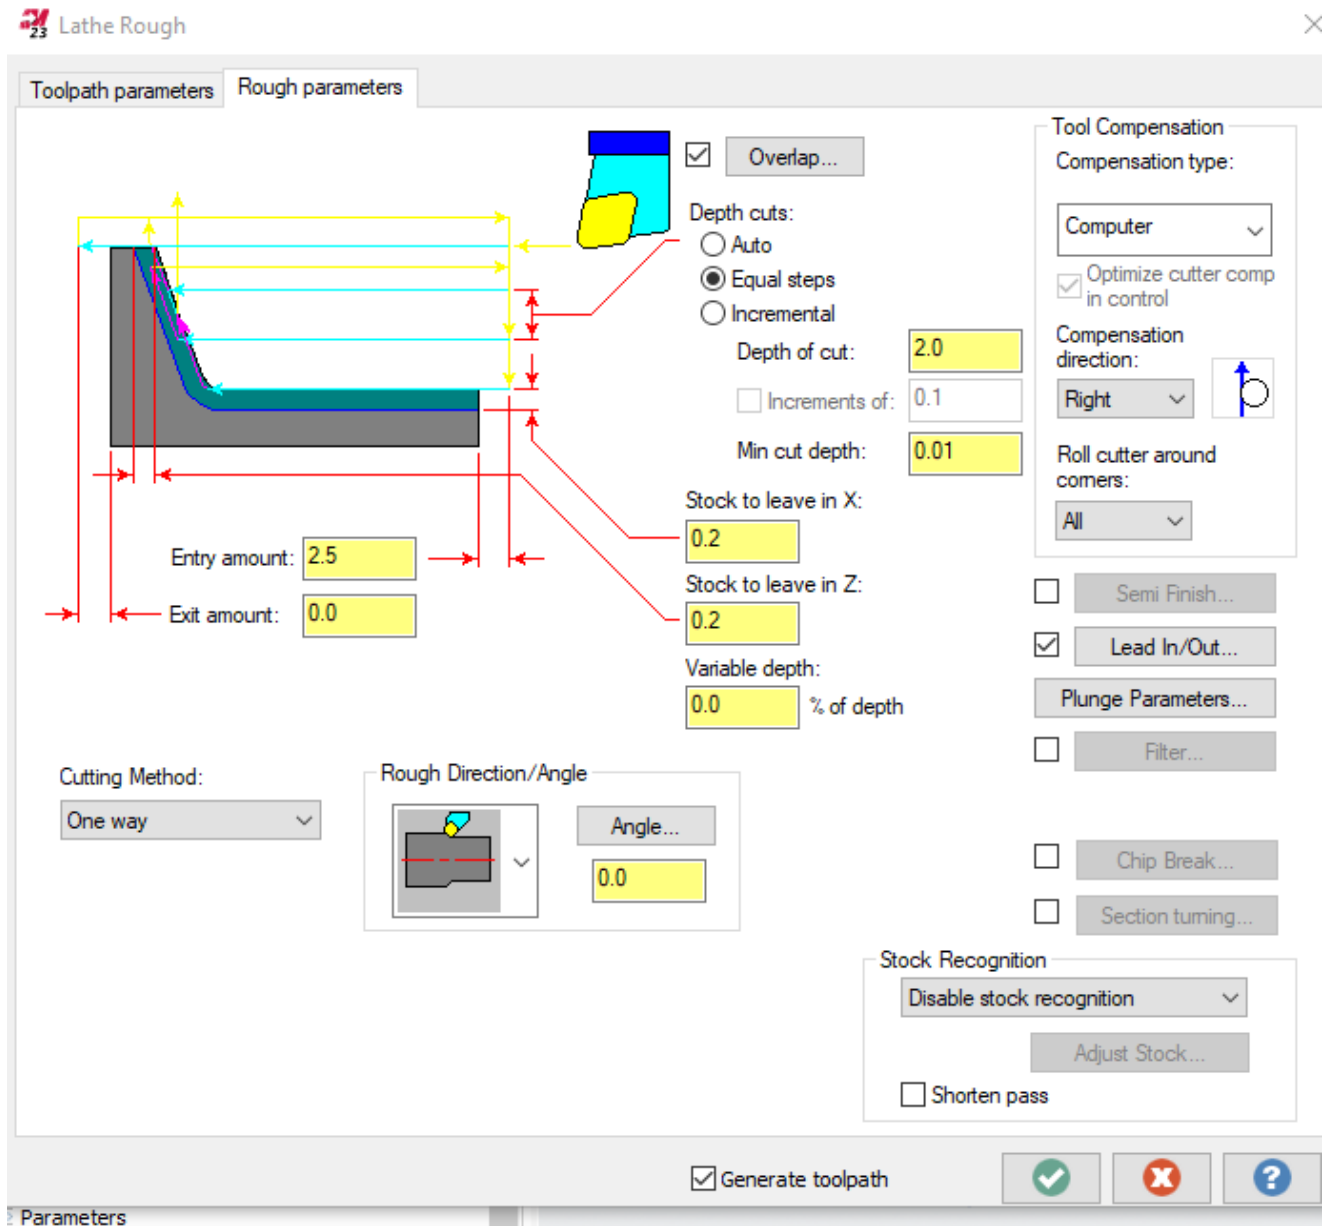 23 Lathe Rough
Toolpath parameters
Rough parameters
Overlap...
Depth cuts:
Auto
Equal steps
Incremental
Depth of cut: 2.0
Increments of: 0.1
Min cut depth: 0.01
Stock to leave in X:
0.2
Stock to leave in Z:
0.2
Variable depth:
0.0 % of depth
Entry amount: 2.5
Exit amount: 0.0
Tool Compensation
Compensation type:
Computer
Optimize cutter comp
in control
Compensation
direction:
Right
Roll cutter around
corners:
All
Semi Finish...
Lead In/Out...
Plunge Parameters...
Filter...
Cutting Method:
One way
Rough Direction/Angle
Angle...
0.0
Chip Break...
Section turning...
Stock Recognition
Disable stock recognition
Adjust Stock...
Shorten pass
Generate toolpath
Parameters